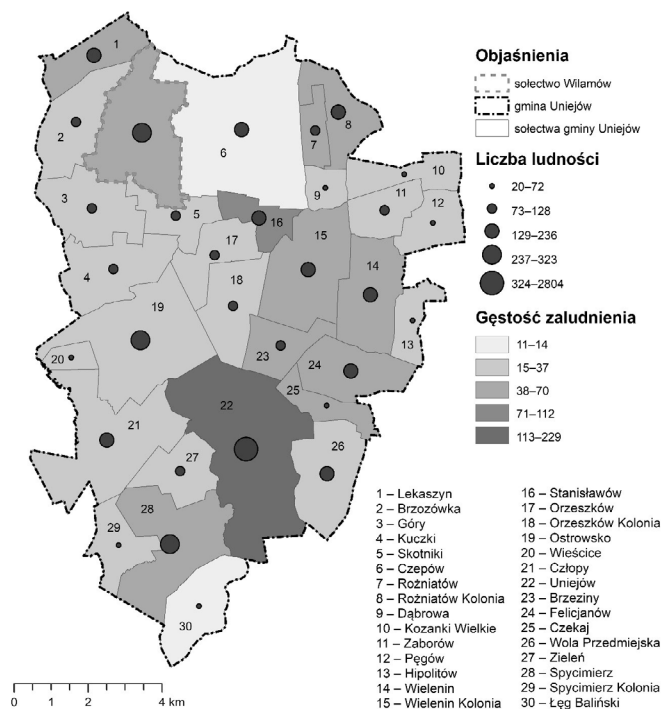 1
2
3
4
5
6
7
8
9
10
11
12
13
14
15
16
17
18
19
20
21
22
23
24
25
26
27
28
29
30
Objaśnienia
sołectwo Wilamów
gmina Uniejów
sołectwa gminy Uniejów
Liczba ludności
20–72
73–128
129–236
237–323
324–2804
Gęstość zaludnienia
11–14
15–37
38–70
71–112
113–229
1 – Lekaszyn
2 – Brzozówka
3 – Góry
4 – Kuczki
5 – Skotniki
6 – Czepów
7 – Rożniatów
8 – Rożniatów Kolonia
9 – Dąbrowa
10 – Kozanki Wielkie
11 – Zaborów
12 – Pęgów
13 – Hipolitów
14 – Wielenin
15 – Wielenin Kolonia
16 – Stanisławów
17 – Orzeszków
18 – Orzeszków Kolonia
19 – Ostrowsko
20 – Wieścice
21 – Człopy
22 – Uniejów
23 – Brzeziny
24 – Felicjanów
25 – Czekaj
26 – Wola Przedmiejska
27 – Zieleń
28 – Spycimierz
29 – Spycimierz Kolonia
30 – Łęg Baliński
0 1 2 4 km